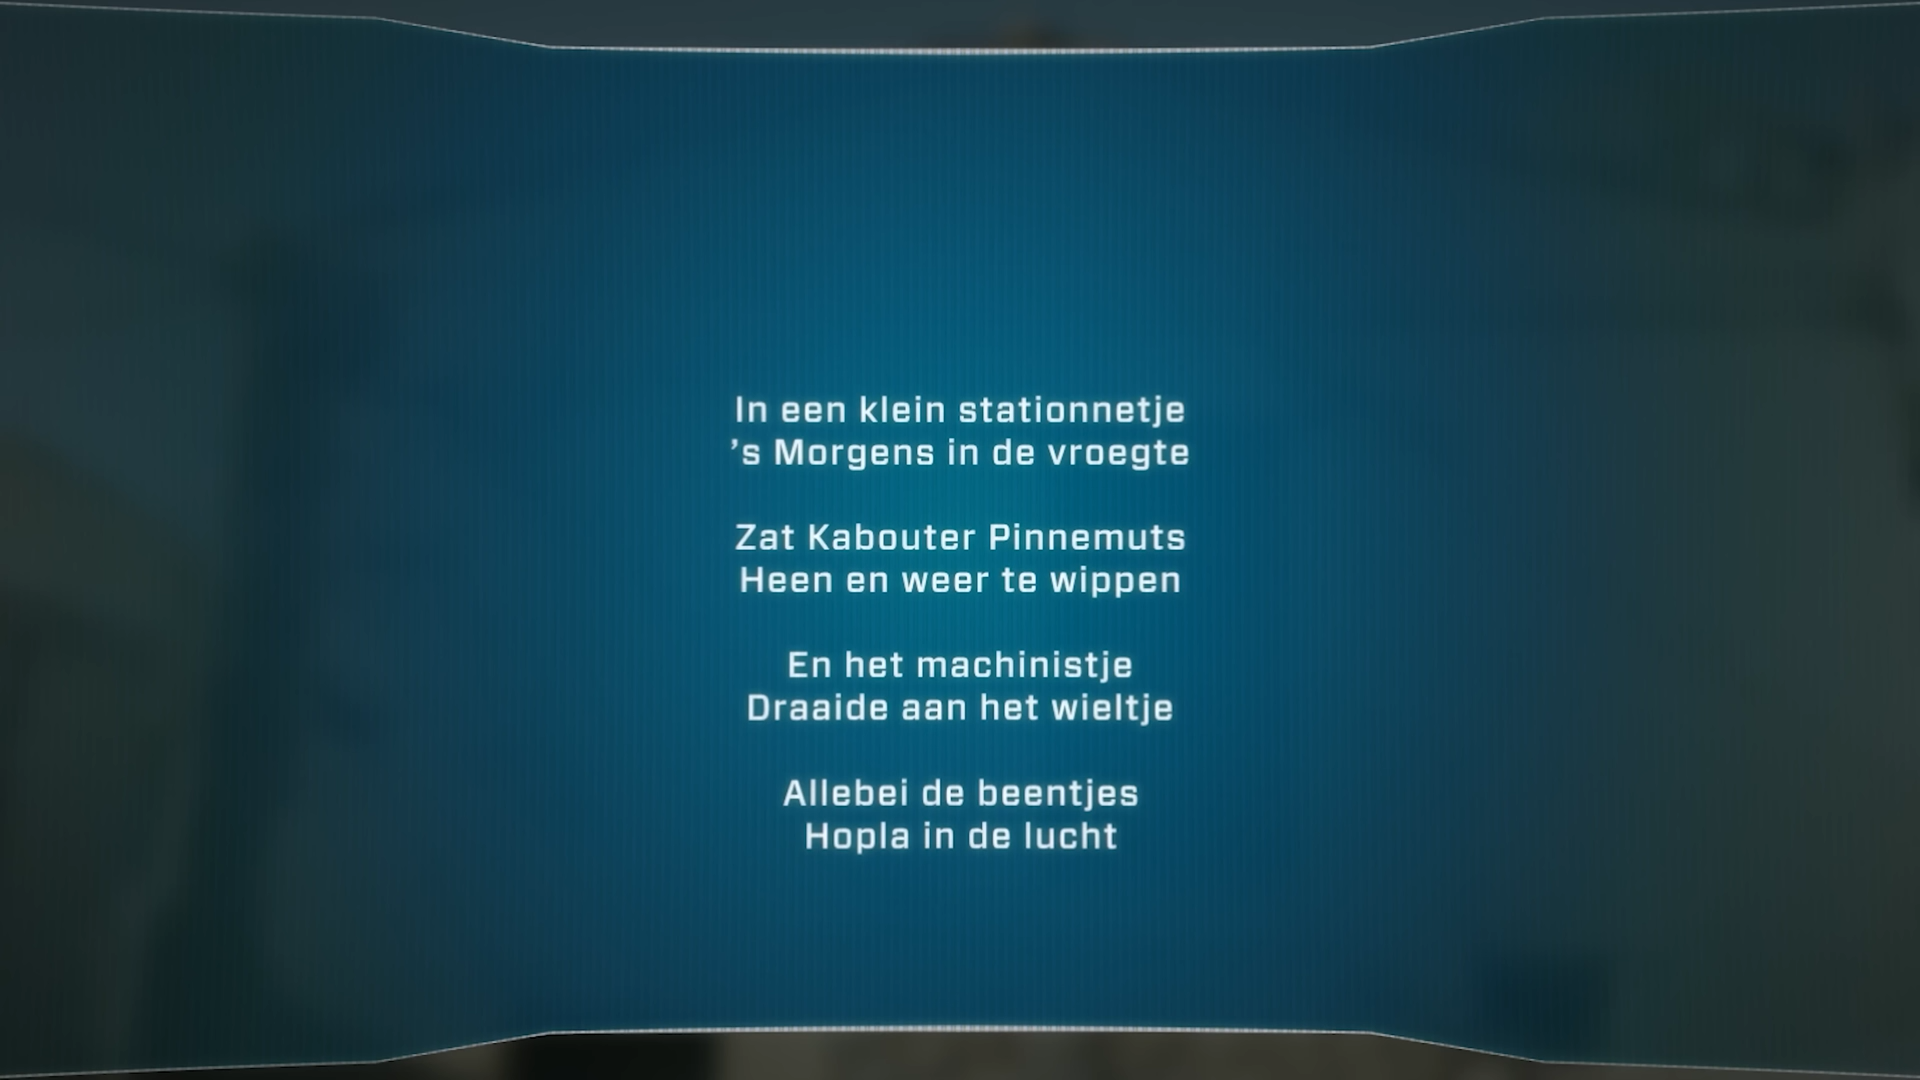 In een klein stationnetje
’s Morgens in de vroegte
Zat Kabouter Pinnemuts
Heen en weer te wippen
En het machinistje
Draaide aan het wieltje
Allebei de beentjes
Hopla in de lucht